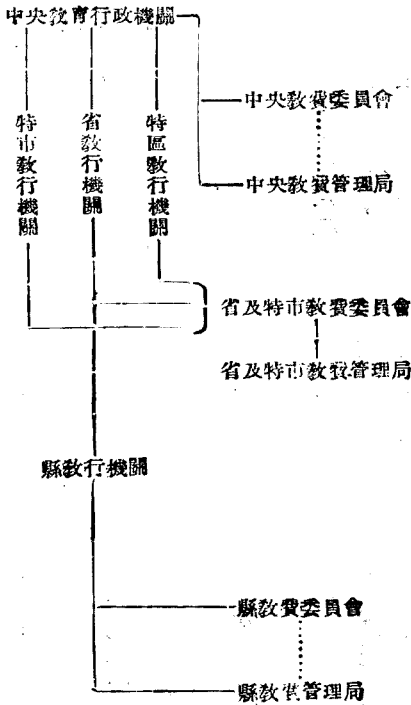 中央教育行政機關
中央教費委員會
中央教費管理局
特市教行機關
省教行機關
特區教行機關
省及特市教費委員會
省及特市教費管理局
縣教行機關
縣教費委員會
縣教費管理局